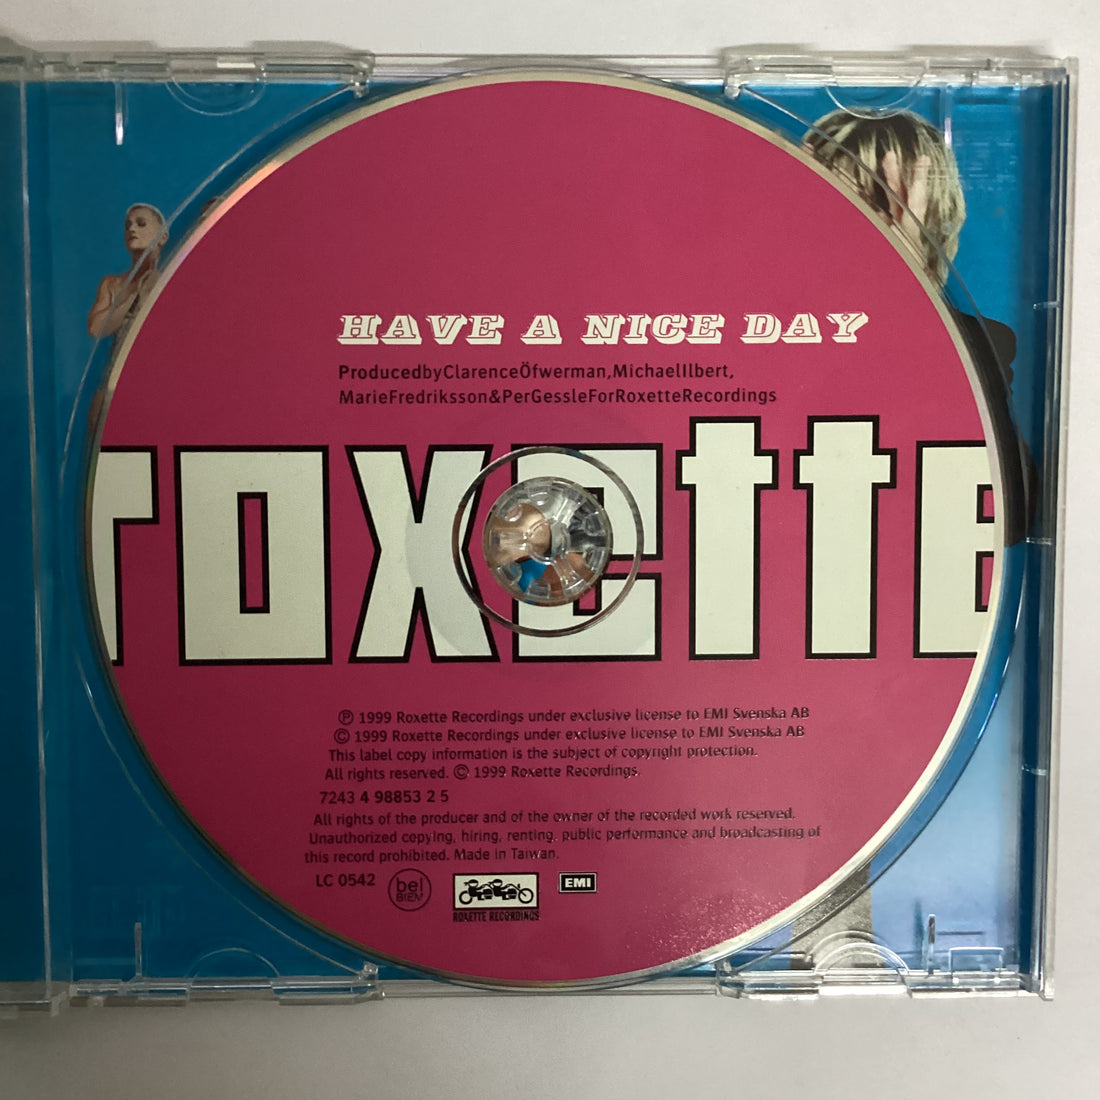 HAVE A NICE DAY
ProducedbyClarenceÖfwerman,MichaelIlbert,
MarieFredriksson&PerGessleForRoxetteRecordings
roxette
℗ 1999 Roxette Recordings under exclusive license to EMI Svenska AB
© 1999 Roxette Recordings under exclusive license to EMI Svenska AB
This label copy information is the subject of copyright protection.
All rights reserved. © 1999 Roxette Recordings
7243 4 98853 2 5
All rights of the producer and of the owner of the recorded work reserved.
Unauthorized copying, hiring, renting, public performance and broadcasting of
this record prohibited. Made in Taiwan.
LC 0542
bel
BIEM
ROXETTE RECORDINGS
EMI